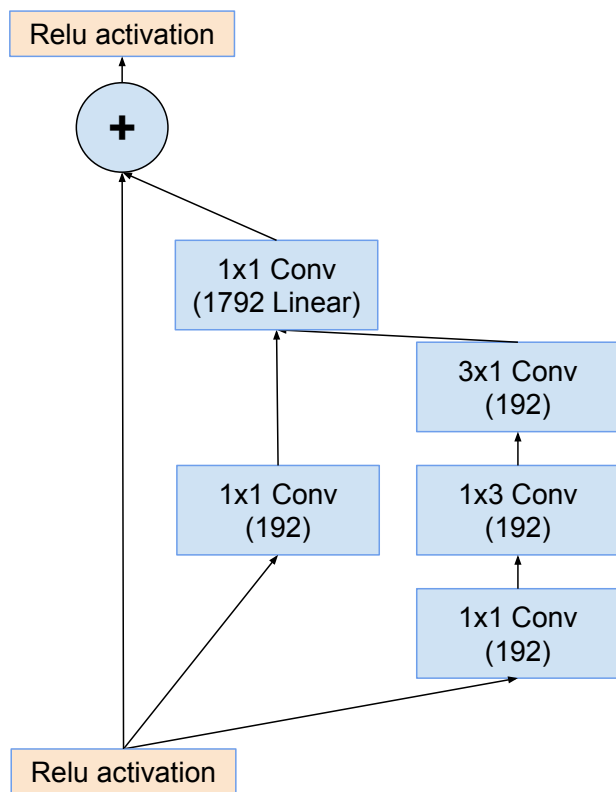 Relu activation
+
1x1 Conv
(1792 Linear)
3x1 Conv
(192)
1x1 Conv
(192)
1x3 Conv
(192)
1x1 Conv
(192)
Relu activation